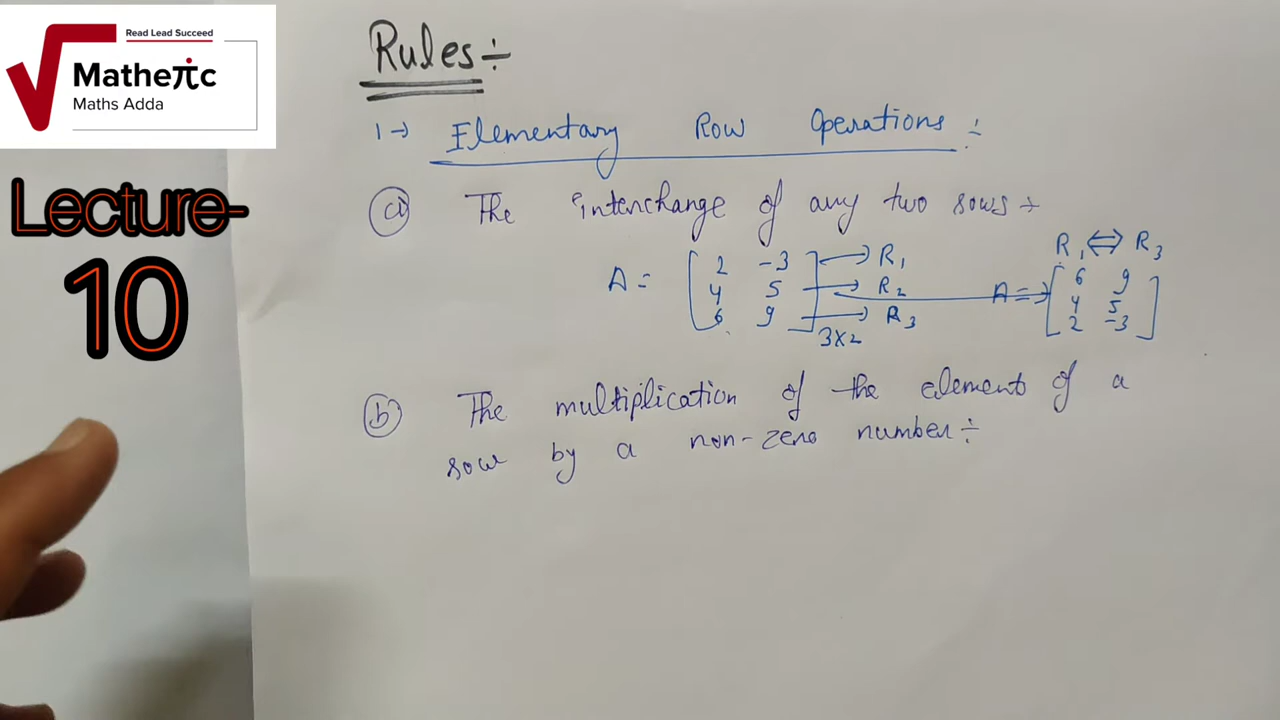 Read Lead Succeed
Matheπc
Maths Adda
Lecture-
10
Rules÷
1→ Elementary Row Operations ÷
(a) The interchange of any two rows ÷
A = [ 2 -3 → R₁
4 5 → R₂
6 9 ] → R₃
3×2
R₁ ⇔ R₃
A ⇒ [ 6 9
4 5
2 -3 ]
(b) The multiplication of the elements of a
row by a non-zero number ÷